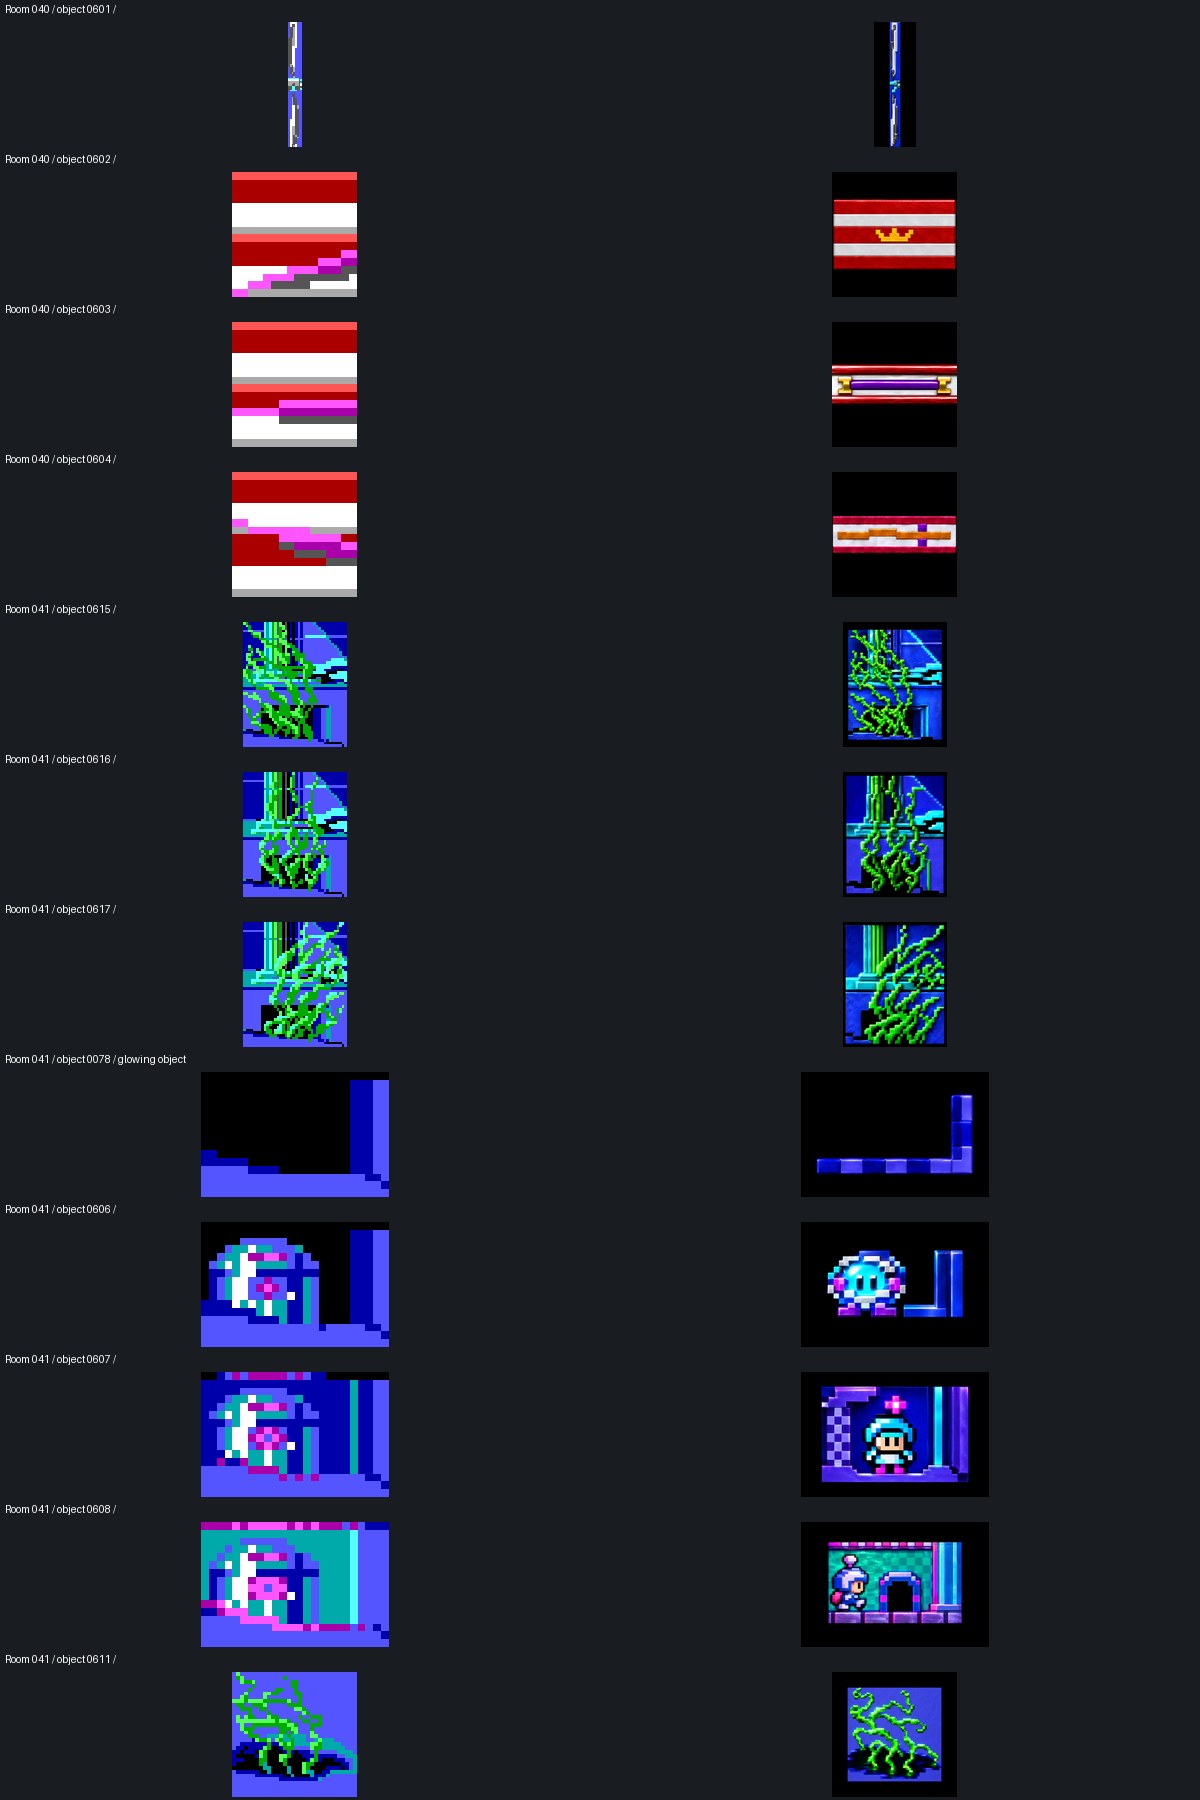 Room 040 / object 0601 /
Room 040 / object 0602 /
Room 040 / object 0603 /
Room 040 / object 0604 /
Room 041 / object 0615 /
Room 041 / object 0616 /
Room 041 / object 0617 /
Room 041 / object 0078 / glowing object
Room 041 / object 0606 /
Room 041 / object 0607 /
Room 041 / object 0608 /
Room 041 / object 0611 /